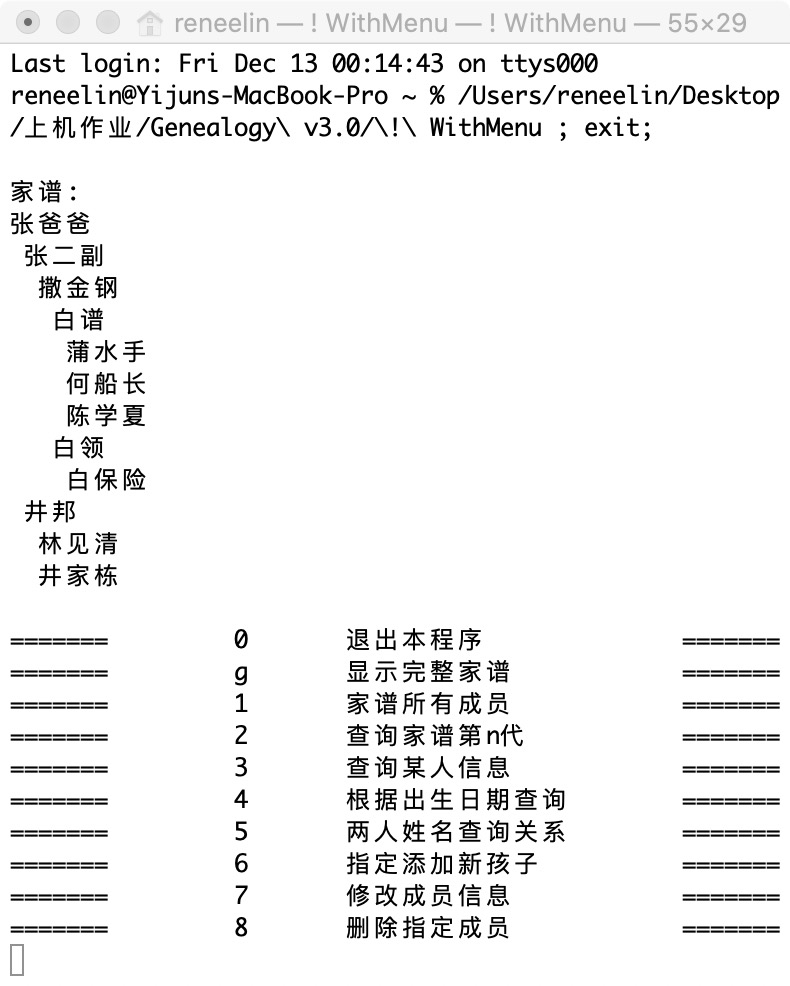 reneelin — ! WithMenu — ! WithMenu — 55×29
Last login: Fri Dec 13 00:14:43 on ttys000
reneelin@Yijuns-MacBook-Pro ~ % /Users/reneelin/Desktop
/上机作业/Genealogy\ v3.0/\!\ WithMenu ; exit;
家谱:
张爸爸
 张二副
  撒金钢
   白谱
    蒲水手
    何船长
    陈学夏
   白领
    白保险
 井邦
  林见清
  井家栋
=======         0       退出本程序              =======
=======         g       显示完整家谱            =======
=======         1       家谱所有成员            =======
=======         2       查询家谱第n代           =======
=======         3       查询某人信息            =======
=======         4       根据出生日期查询        =======
=======         5       两人姓名查询关系        =======
=======         6       指定添加新孩子          =======
=======         7       修改成员信息            =======
=======         8       删除指定成员            =======